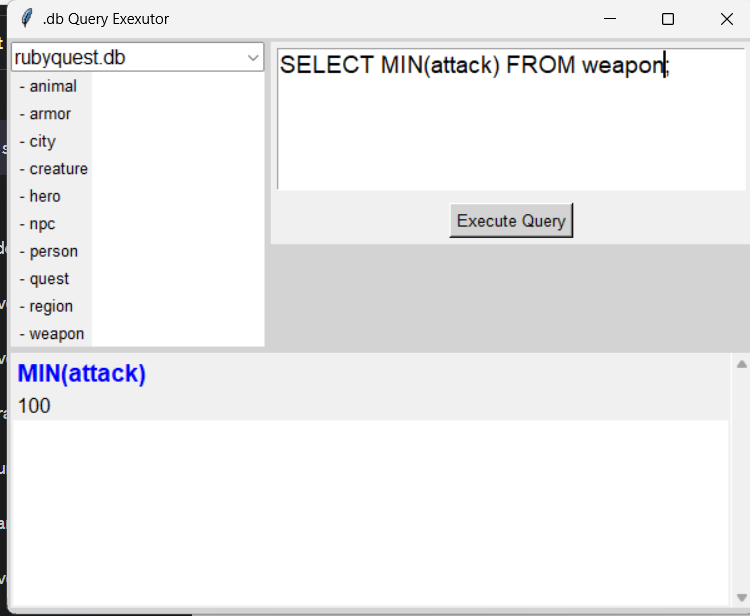 .db Query Exexutor
rubyquest.db
- animal
- armor
- city
- creature
- hero
- npc
- person
- quest
- region
- weapon
SELECT MIN(attack) FROM weapon;
Execute Query
MIN(attack)
100